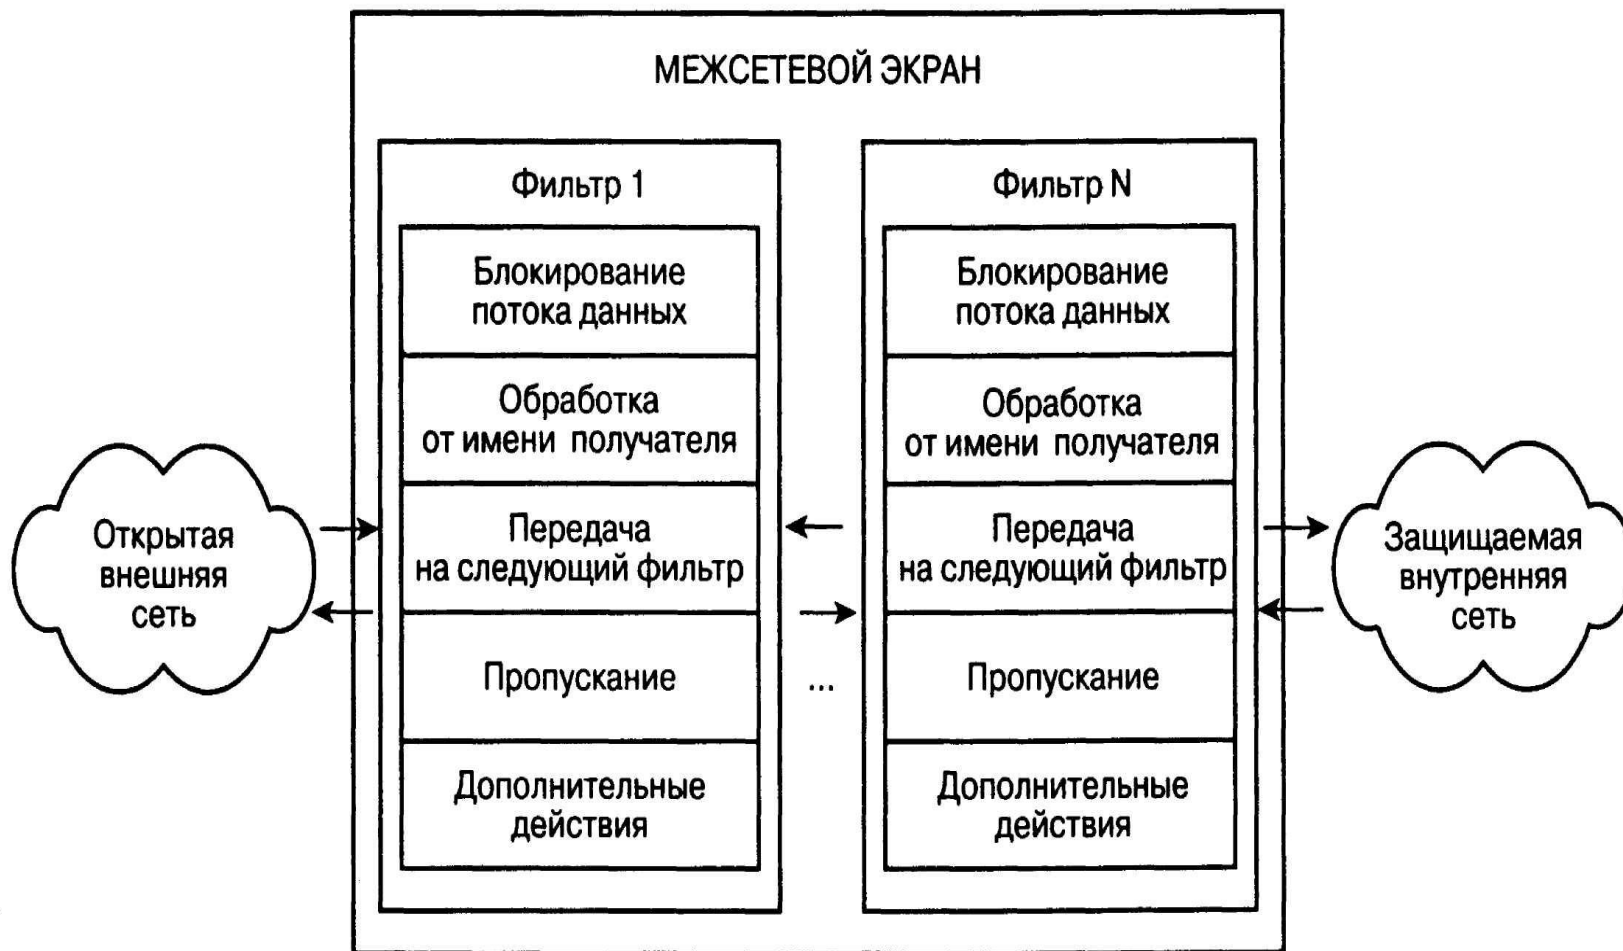 МЕЖСЕТЕВОЙ ЭКРАН
Фильтр 1
Блокирование
потока данных
Обработка
от имени получателя
Передача
на следующий фильтр
Пропускание
Дополнительные
действия
...
Фильтр N
Блокирование
потока данных
Обработка
от имени получателя
Передача
на следующий фильтр
Пропускание
Дополнительные
действия
Открытая
внешняя
сеть
Защищаемая
внутренняя
сеть